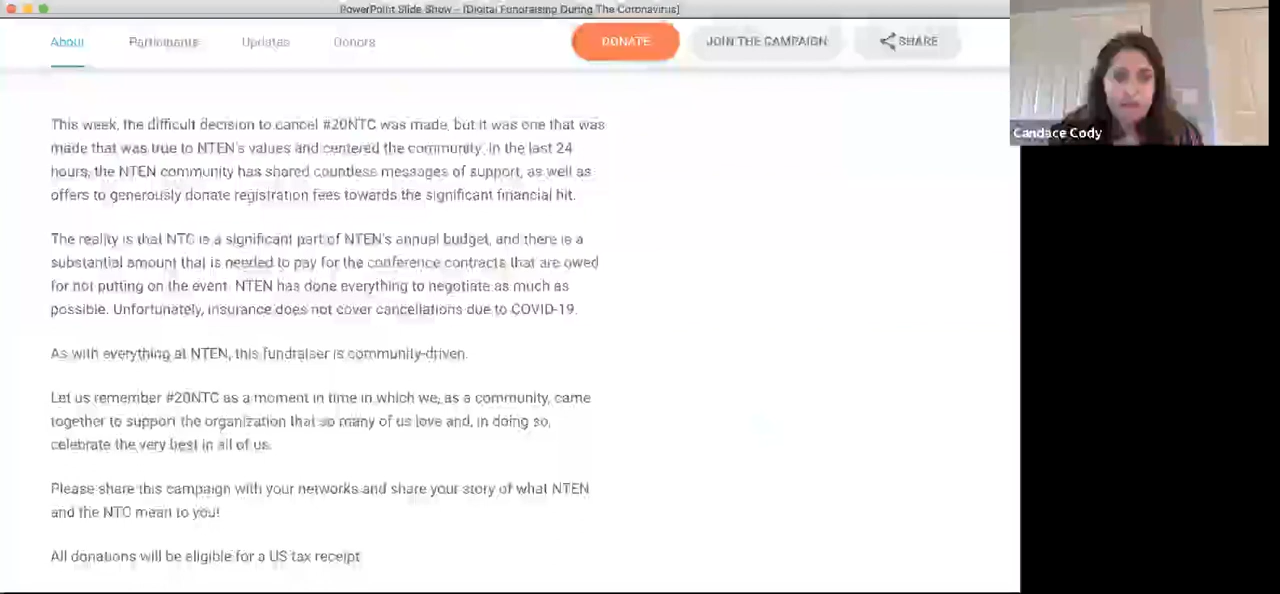 PowerPoint Slide Show - [Digital Fundraising During The Coronavirus]
About Participants Updates Donors DONATE JOIN THE CAMPAIGN SHARE
Candace Cody
This week, the difficult decision to cancel #20NTC was made, but it was one that was
made that was true to NTEN's values and centered the community. In the last 24
hours, the NTEN community has shared countless messages of support, as well as
offers to generously donate registration fees towards the significant financial hit.
The reality is that NTC is a significant part of NTEN's annual budget, and there is a
substantial amount that is needed to pay for the conference contracts that are owed
for not putting on the event. NTEN has done everything to negotiate as much as
possible. Unfortunately, insurance does not cover cancellations due to COVID-19.
As with everything at NTEN, this fundraiser is community-driven.
Let us remember #20NTC as a moment in time in which we, as a community, came
together to support the organization that so many of us love and, in doing so,
celebrate the very best in all of us.
Please share this campaign with your networks and share your story of what NTEN
and the NTC mean to you!
All donations will be eligible for a US tax receipt